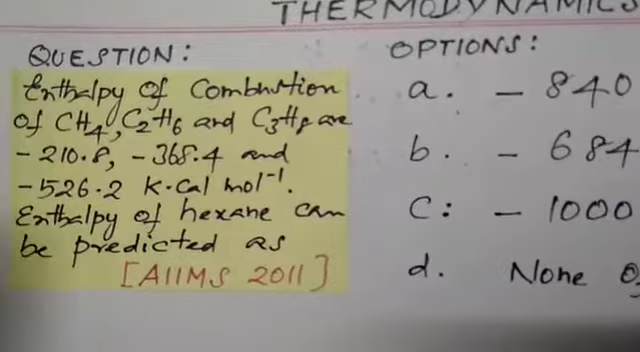 THERMODYNAMICS
QUESTION:
Enthalpy of Combustion
of CH4, C2H6 and C3H8 are
-210.8, -368.4 and
-526.2 K.Cal mol-1.
Enthalpy of hexane can
be predicted as
[AIIMS 2011]
OPTIONS:
a. - 840
b. - 684
C: - 1000
d. None